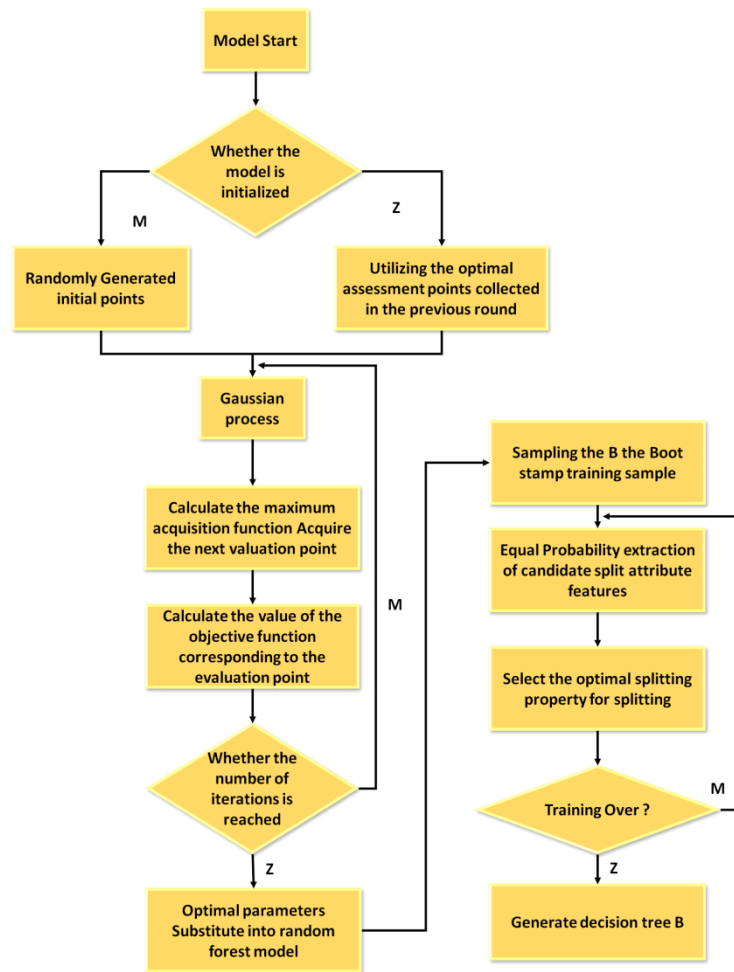 Model Start
Whether the
model is
initialized
M
Z
Randomly Generated
initial points
Utilizing the optimal
assessment points collected
in the previous round
Gaussian
process
Calculate the maximum
acquisition function Acquire
the next valuation point
Calculate the value of the
objective function
corresponding to the
evaluation point
M
Whether the
number of
iterations is
reached
Z
Optimal parameters
Substitute into random
forest model
Sampling the B the Boot
stamp training sample
Equal Probability extraction
of candidate split attribute
features
Select the optimal splitting
property for splitting
Training Over ?
M
Z
Generate decision tree B